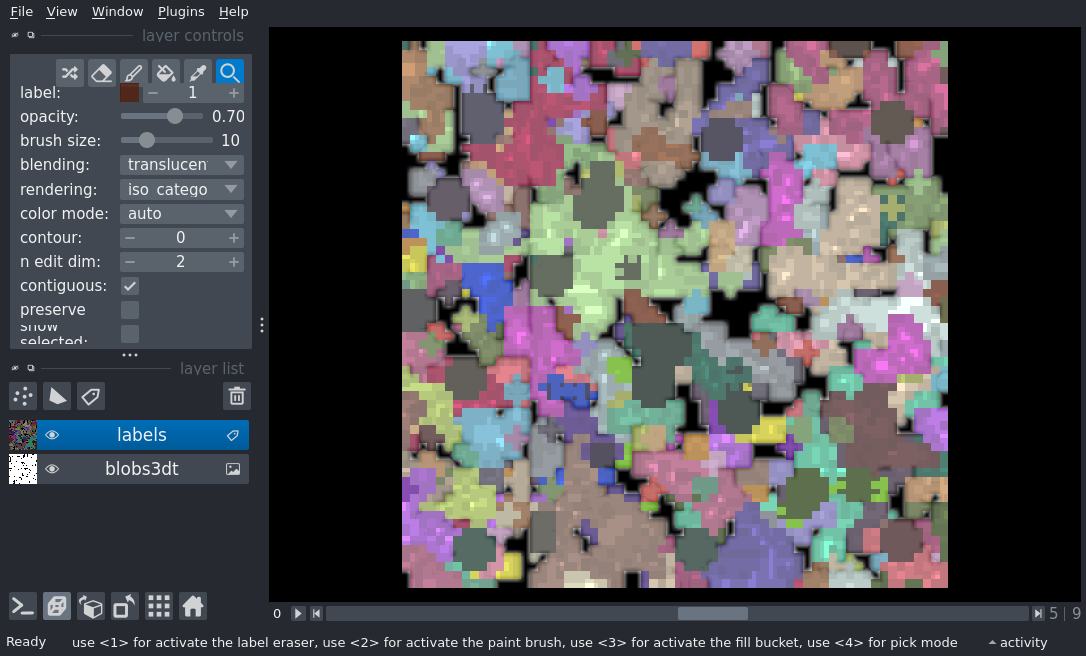 File View Window Plugins Help
layer controls
label: 1
opacity: 0.70
brush size: 10
blending: translucen
rendering: iso catego
color mode: auto
contour: 0
n edit dim: 2
contiguous:
preserve
show
selected:
layer list
labels
blobs3dt
0 5 | 9
Ready use <1> for activate the label eraser, use <2> for activate the paint brush, use <3> for activate the fill bucket, use <4> for pick mode activity